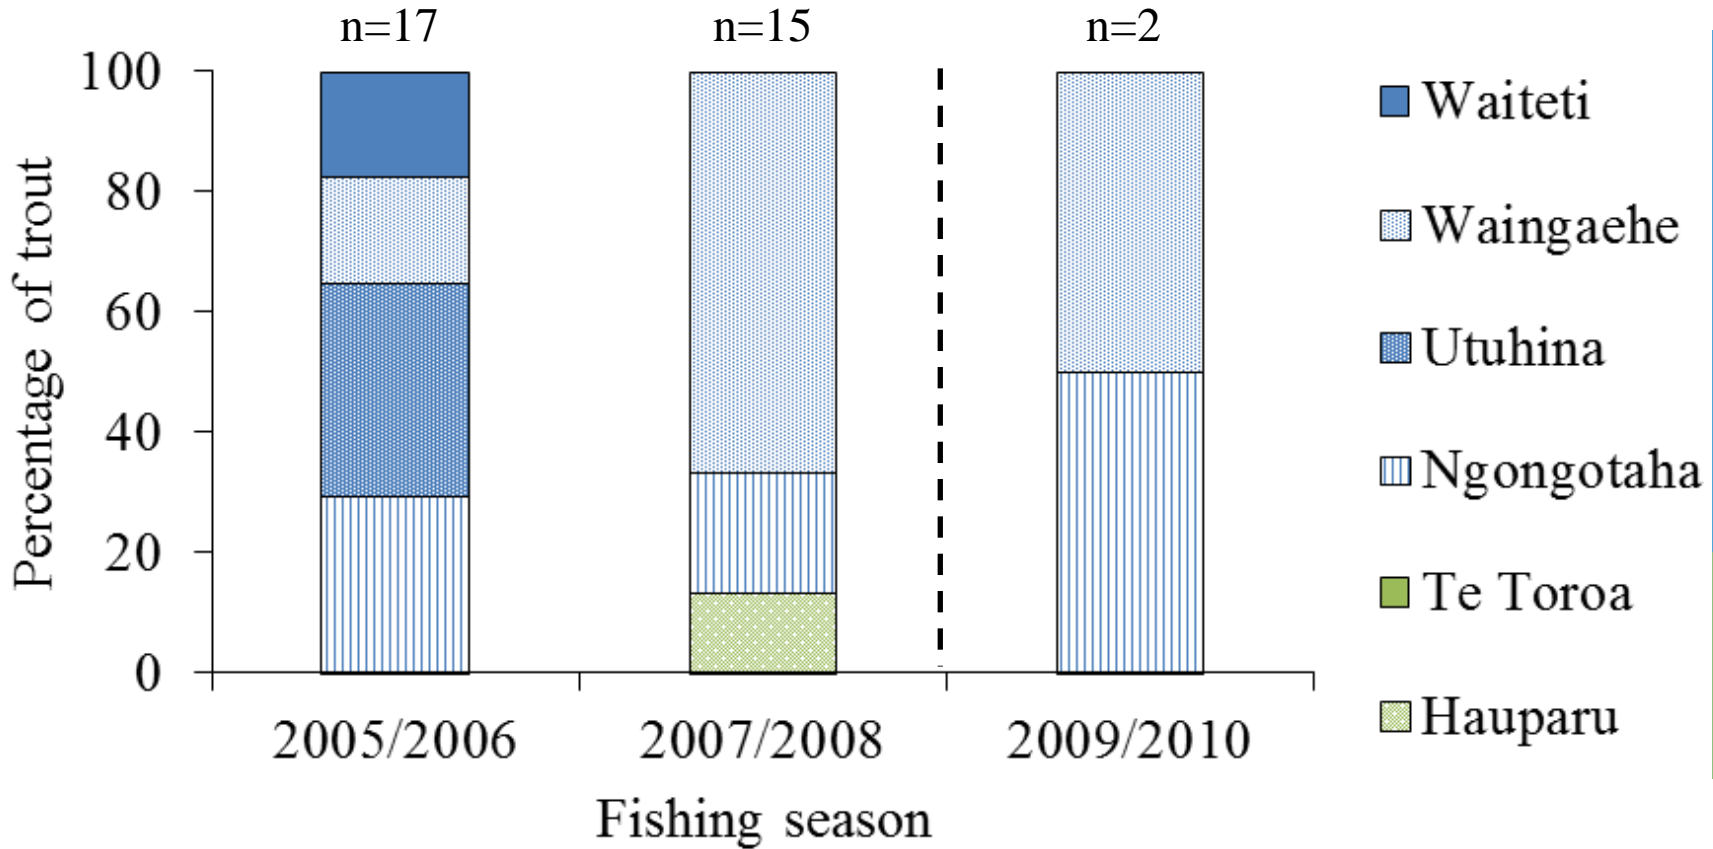 n=17
n=15
n=2
Percentage of trout
100
80
60
40
20
0
2005/2006
2007/2008
2009/2010
Fishing season
Waiteti
Waingaehe
Utuhina
Ngongotaha
Te Toroa
Hauparu